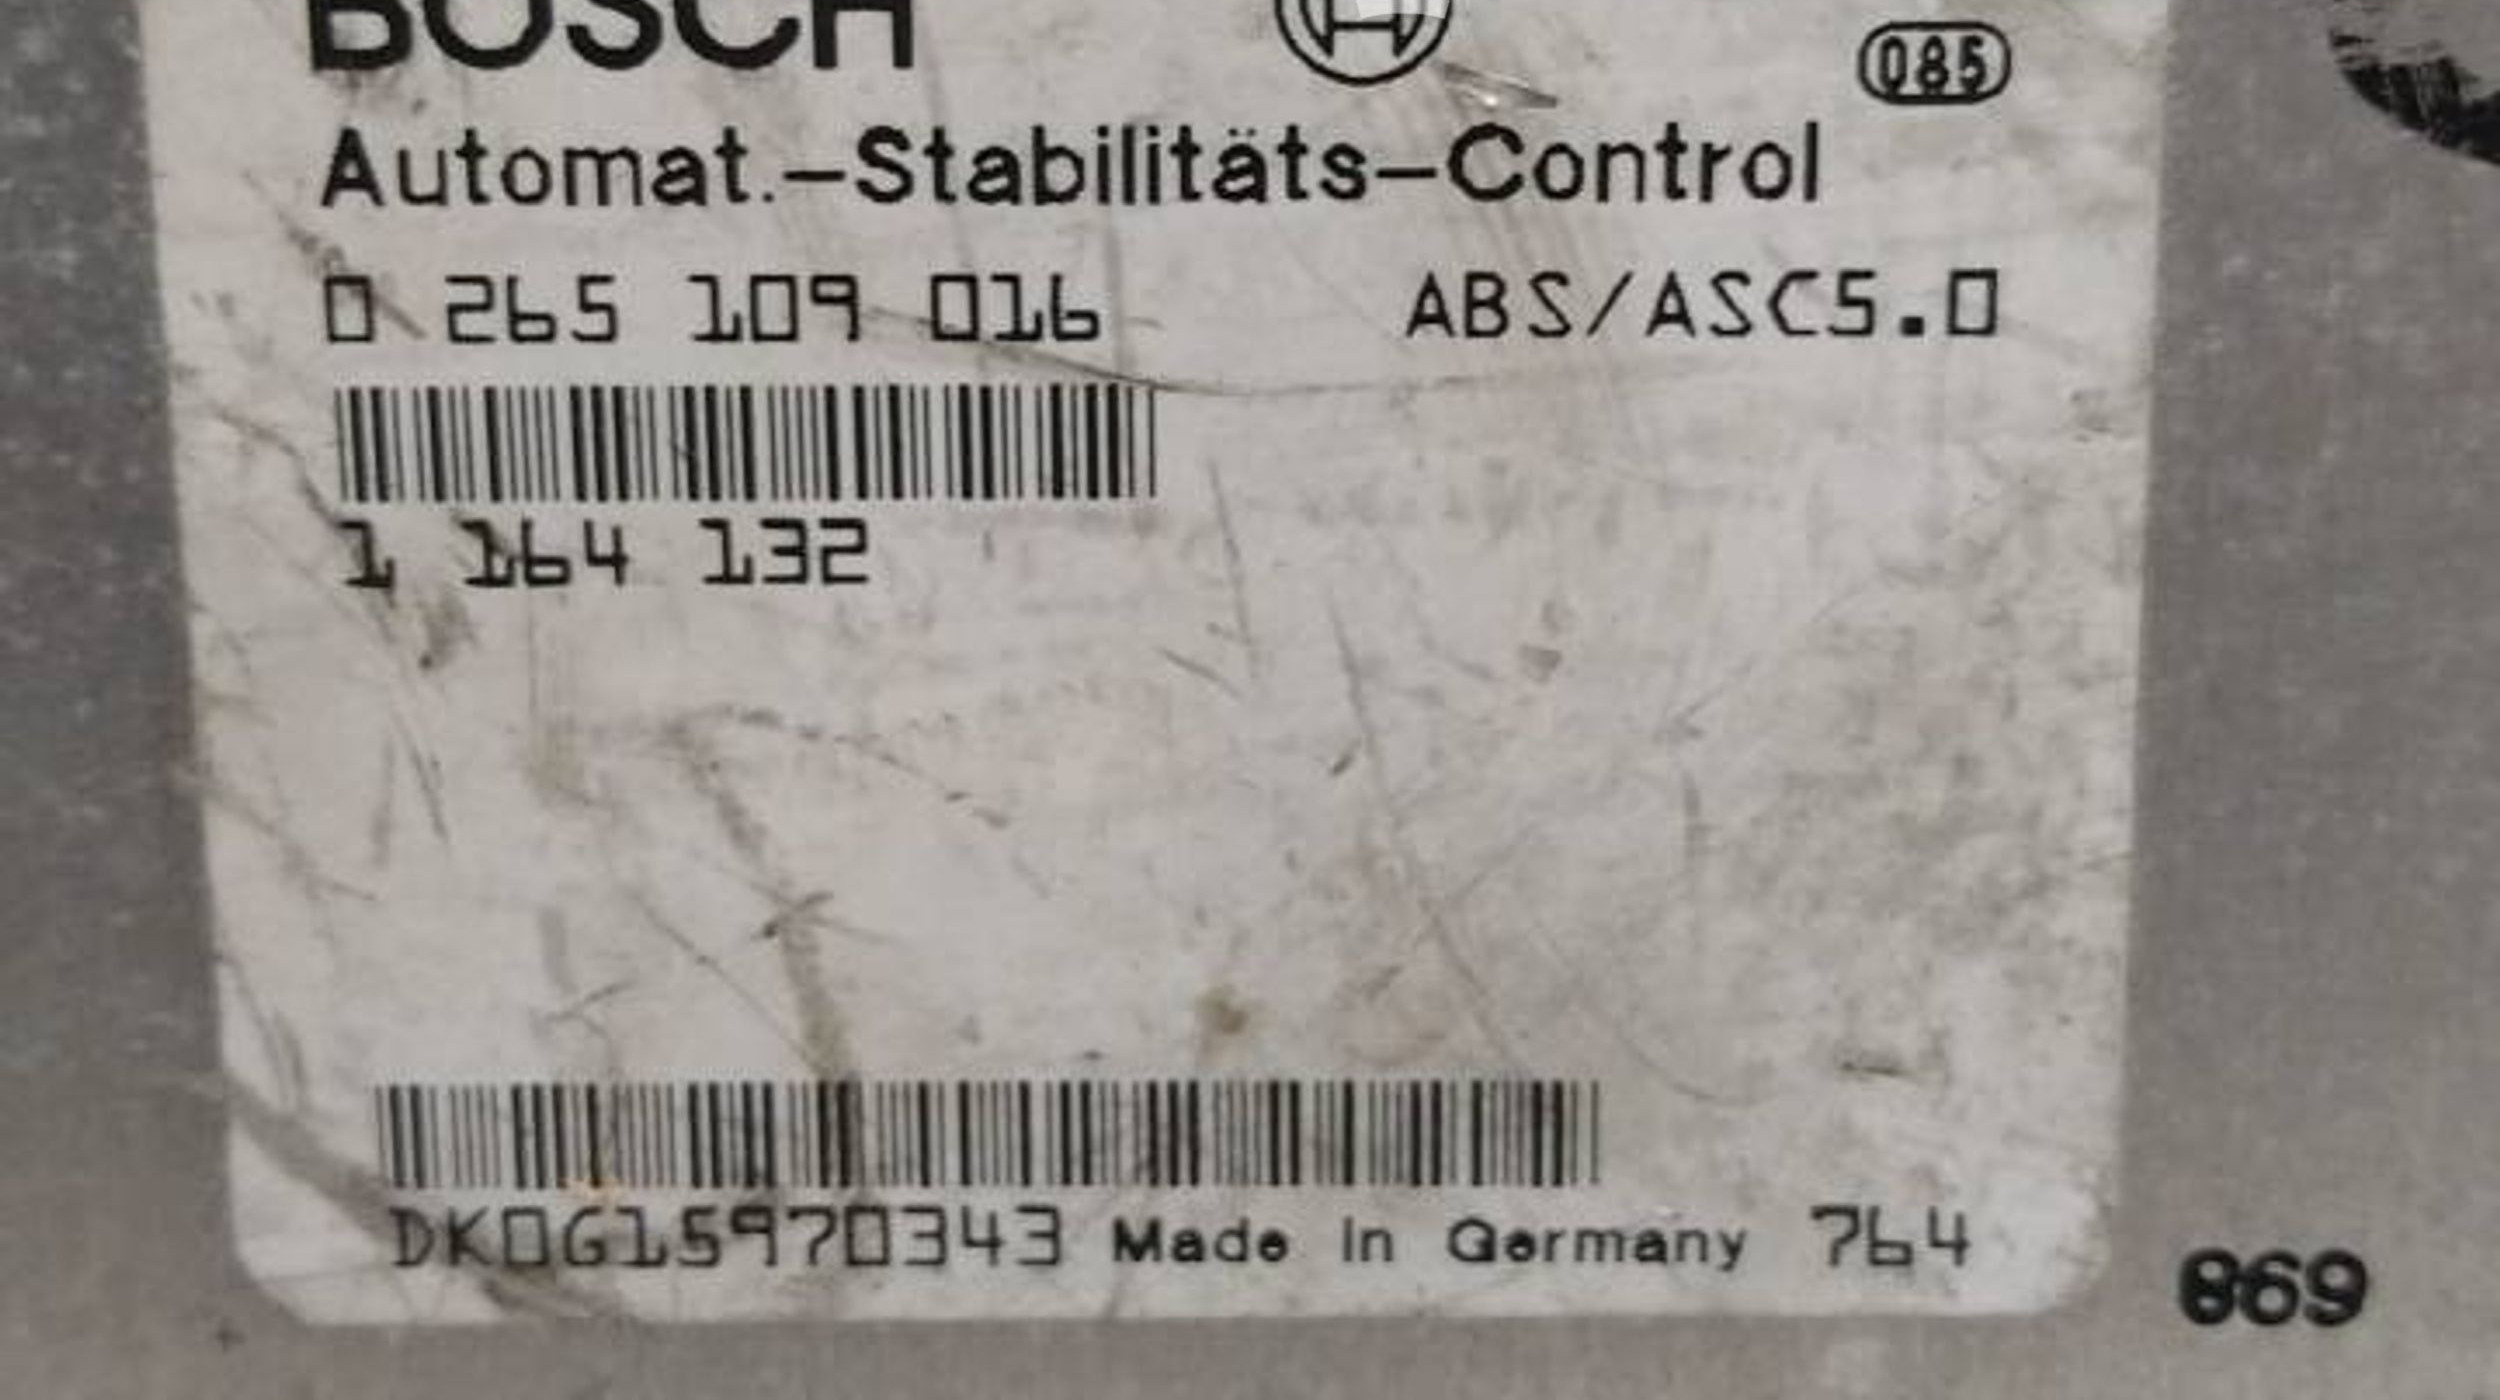 BOSCH
085
Automat.-Stabilitäts-Control
0 265 109 016 ABS/ASC5.0
1 164 132
DK0G15970343 Made In Germany 764
869